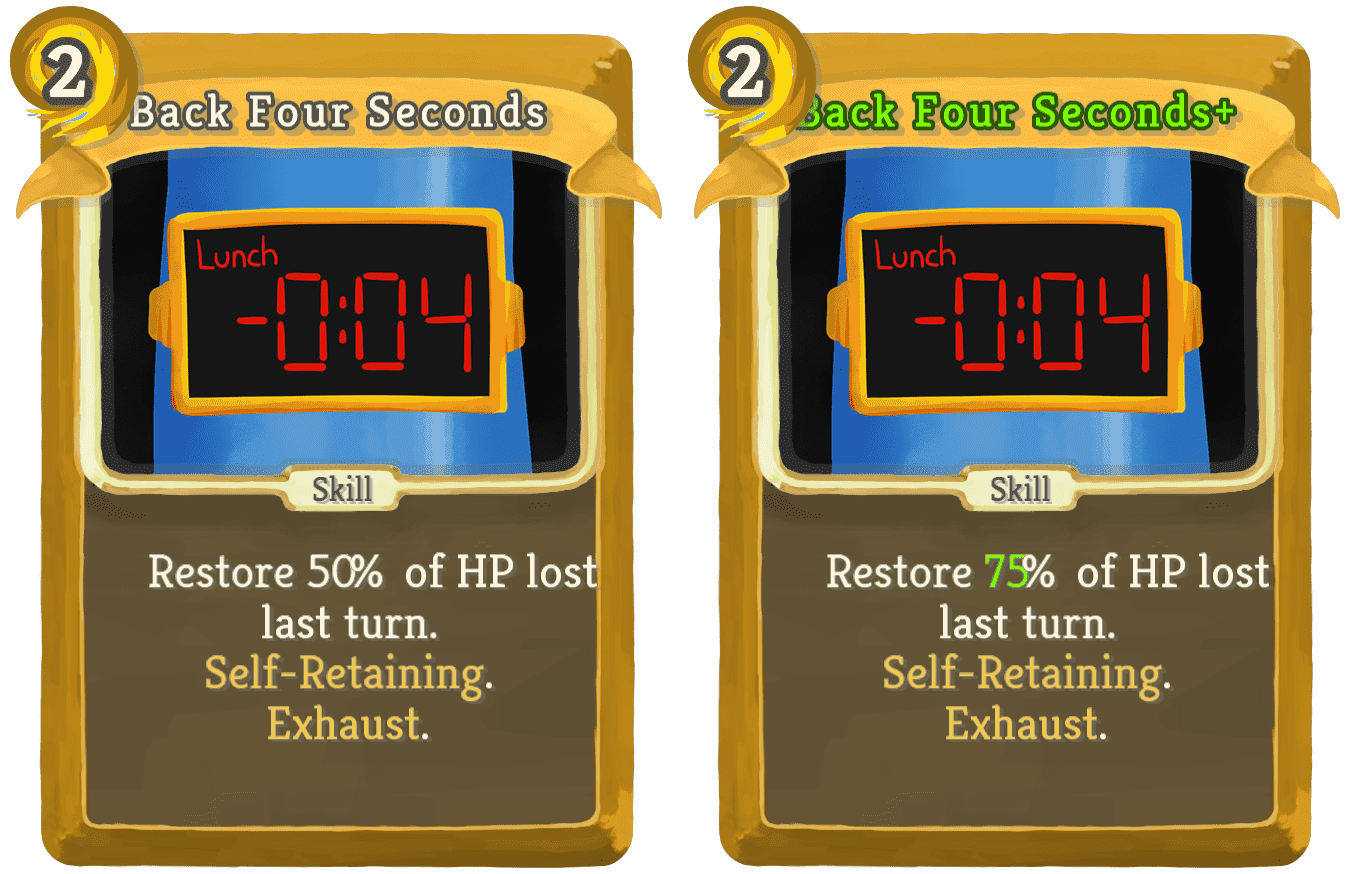 2
Back Four Seconds
Lunch
-0:04
Skill
Restore 50% of HP lost
last turn.
Self-Retaining.
Exhaust.
2
Back Four Seconds+
Lunch
-0:04
Skill
Restore 75% of HP lost
last turn.
Self-Retaining.
Exhaust.